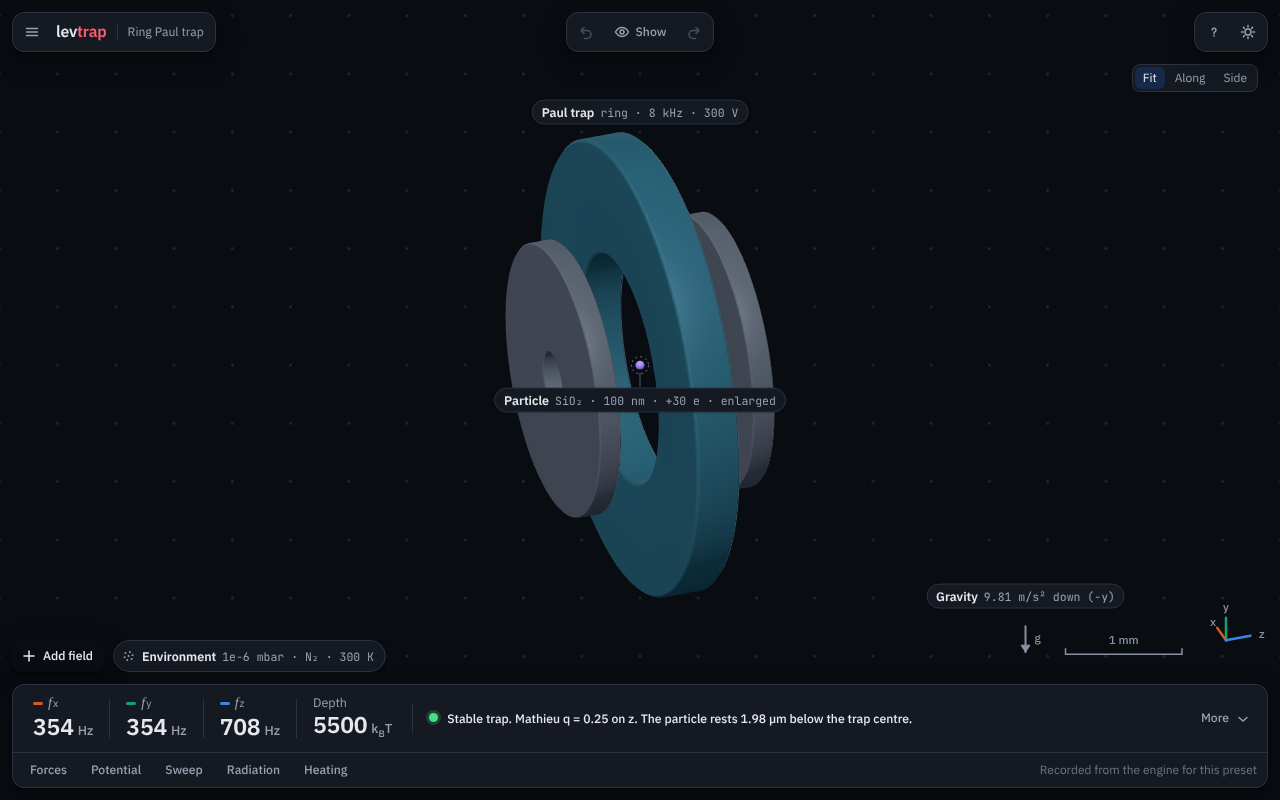 levtrap
Ring Paul trap
Show
?
Fit
Along
Side
Paul trap ring · 8 kHz · 300 V
Particle SiO₂ · 100 nm · +30 e · enlarged
Gravity 9.81 m/s² down (-y)
g
1 mm
y
x
z
Add field
Environment 1e-6 mbar · N₂ · 300 K
fx
354 Hz
fy
354 Hz
fz
708 Hz
Depth
5500 kBT
Stable trap. Mathieu q = 0.25 on z. The particle rests 1.98 µm below the trap centre.
More
Forces
Potential
Sweep
Radiation
Heating
Recorded from the engine for this preset